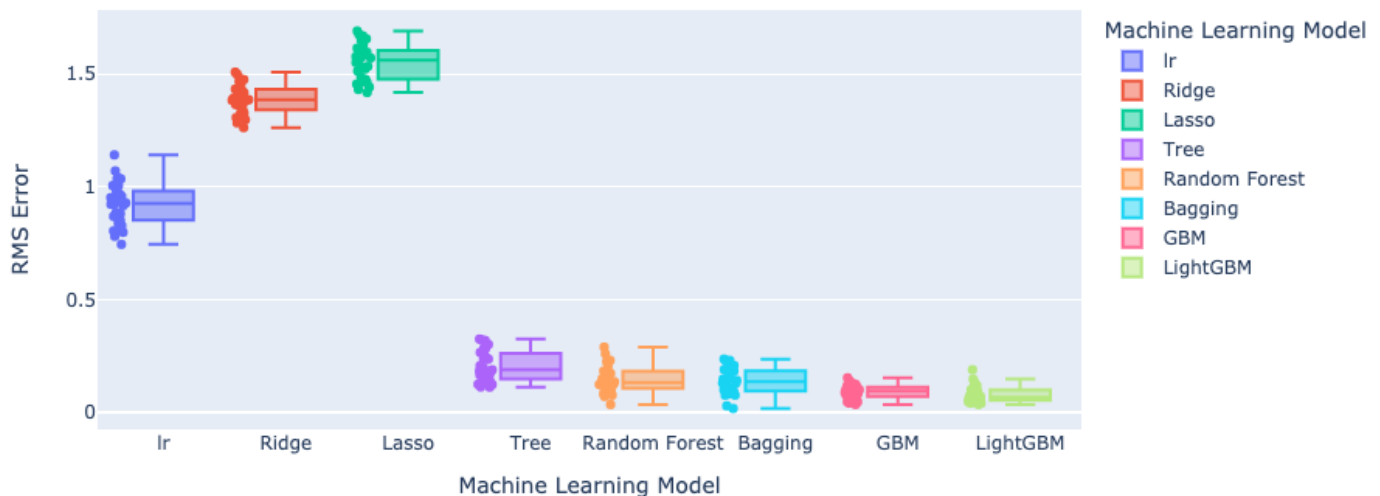 Machine Learning Model
lr
Ridge
Lasso
Tree
Random Forest
Bagging
GBM
LightGBM
RMS Error
1.5
1
0.5
0
lr
Ridge
Lasso
Tree
Random Forest
Bagging
GBM
LightGBM
Machine Learning Model